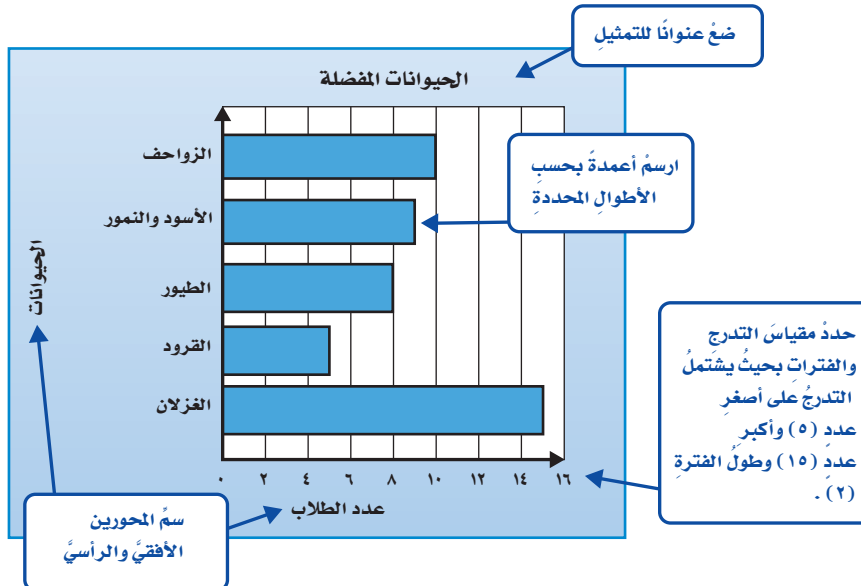 ضعْ عنوانًا للتمثيلِ
الحيوانات المفضلة
الزواحف
الأسود والنمور
الطيور
القرود
الغزلان
الحيوانات
ارسمْ أعمدةً بحسبِ
الأطوالِ المحددةِ
حددْ مقياسَ التدرجِ
والفتراتِ بحيثُ يشتملُ
التدرجُ على أصغرِ
عددٍ (٥) وأكبرِ
عددٍ (١٥) وطولُ الفترةِ
(٢).
٠ ٢ ٤ ٦ ٨ ١٠ ١٢ ١٤ ١٦
عدد الطلاب
سمِّ المحورين
الأفقيَّ والرأسيَّ